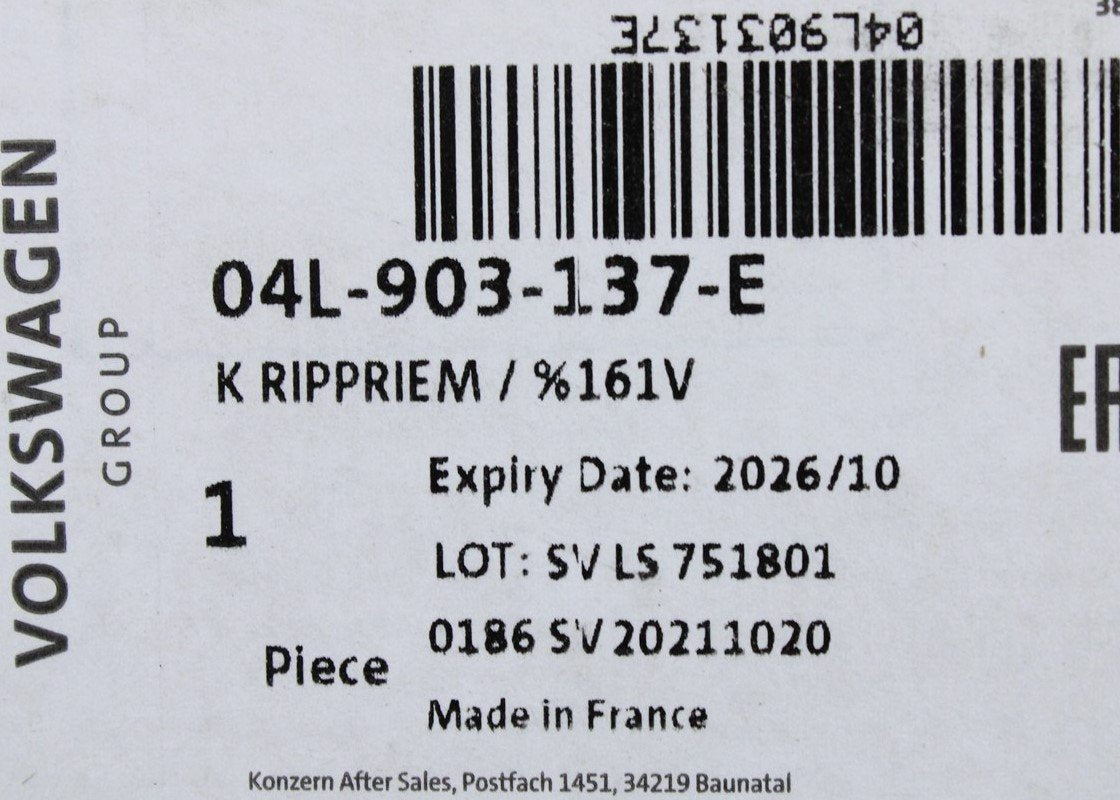 04L903137E
04L-903-137-E
K RIPPRIEM / %161V
Expiry Date: 2026/10
1
LOT: SV LS 751801
0186 SV 20211020
Piece
Made in France
Konzern After Sales, Postfach 1451, 34219 Baunatal
VOLKSWAGEN
GROUP